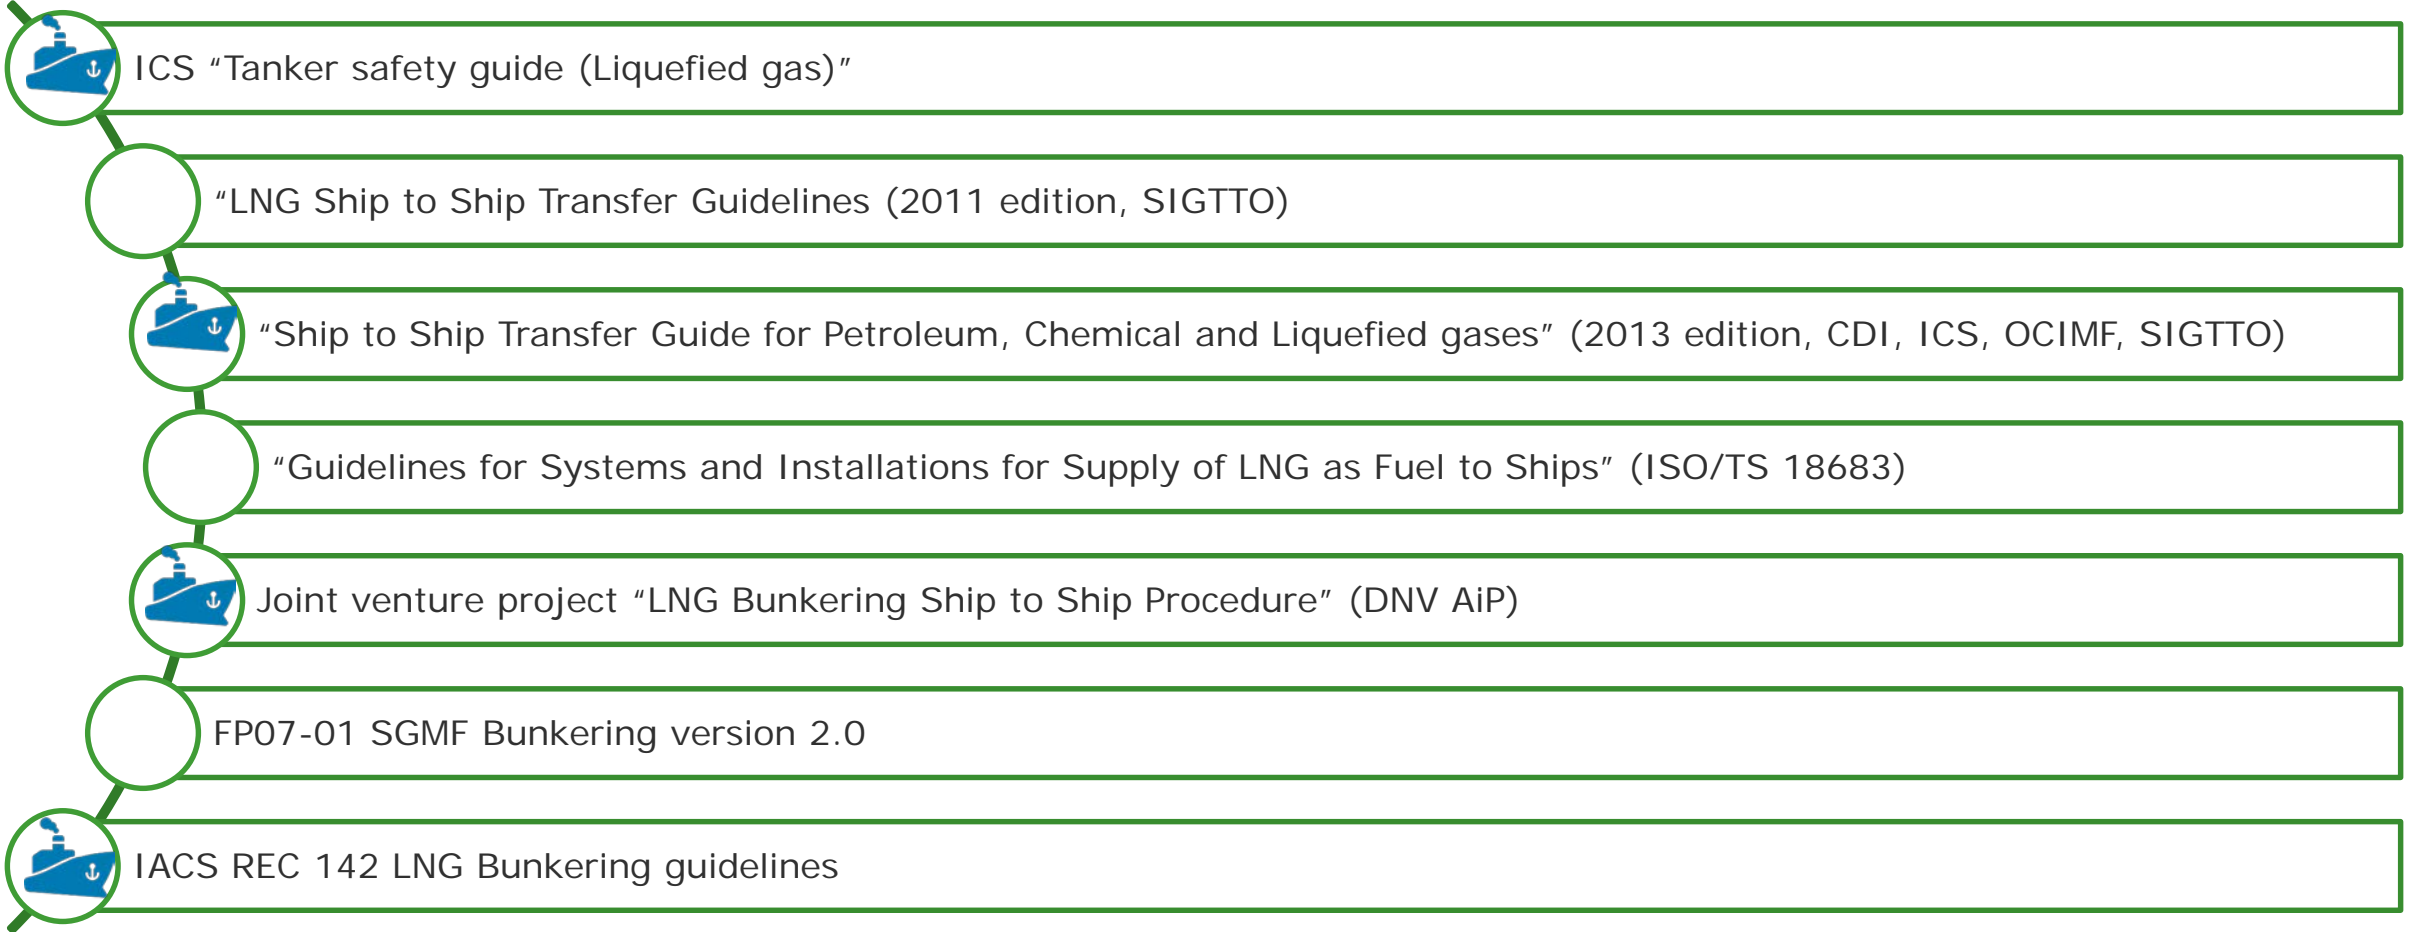 ICS “Tanker safety guide (Liquefied gas)”
“LNG Ship to Ship Transfer Guidelines (2011 edition, SIGTTO)
“Ship to Ship Transfer Guide for Petroleum, Chemical and Liquefied gases” (2013 edition, CDI, ICS, OCIMF, SIGTTO)
“Guidelines for Systems and Installations for Supply of LNG as Fuel to Ships” (ISO/TS 18683)
Joint venture project “LNG Bunkering Ship to Ship Procedure” (DNV AiP)
FP07-01 SGMF Bunkering version 2.0
IACS REC 142 LNG Bunkering guidelines